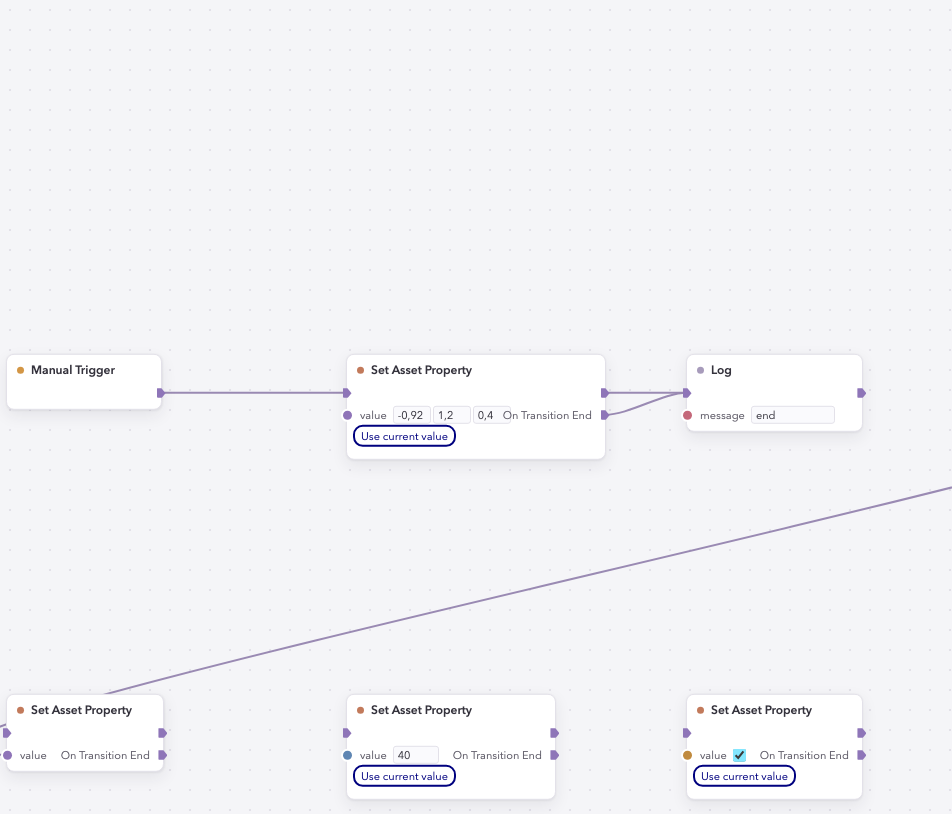 Manual Trigger
Set Asset Property
value -0,92 1,2 0,4 On Transition End
Use current value
Log
message end
Set Asset Property
value On Transition End
Set Asset Property
value 40 On Transition End
Use current value
Set Asset Property
value On Transition End
Use current value